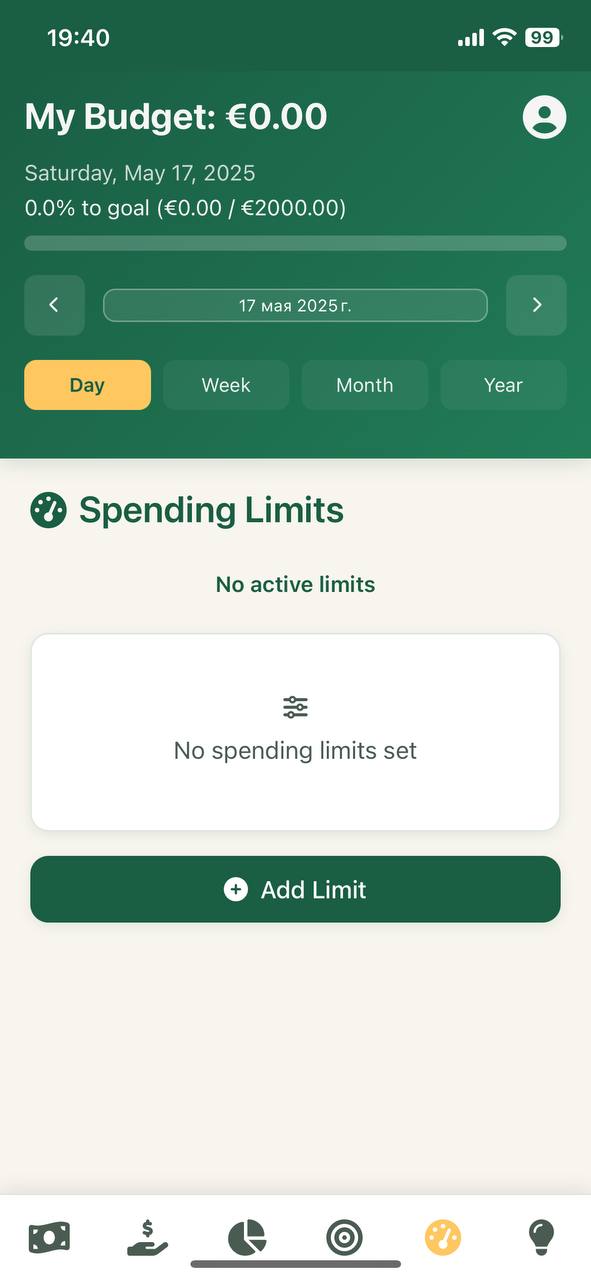 19:40
99
My Budget: €0.00
Saturday, May 17, 2025
0.0% to goal (€0.00 / €2000.00)
17 мая 2025 г.
Day Week Month Year
Spending Limits
No active limits
No spending limits set
Add Limit